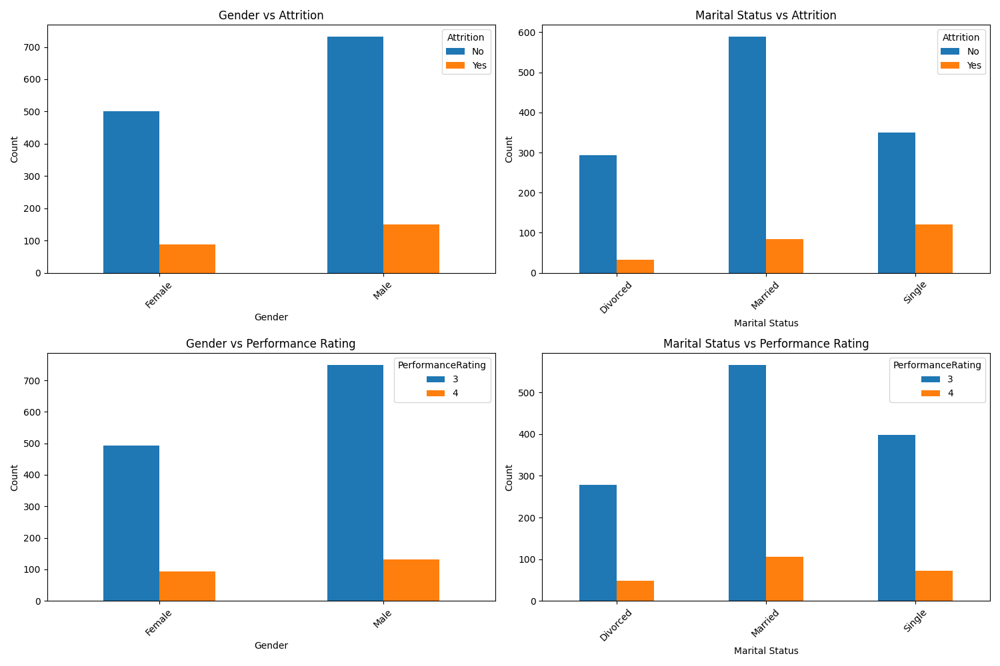 Gender vs Attrition
Count
700
600
500
400
300
200
100
0
Attrition
No
Yes
Female
Male
Gender
Marital Status vs Attrition
Count
600
500
400
300
200
100
0
Attrition
No
Yes
Divorced
Married
Single
Marital Status
Gender vs Performance Rating
Count
700
600
500
400
300
200
100
0
PerformanceRating
3
4
Female
Male
Gender
Marital Status vs Performance Rating
Count
500
400
300
200
100
0
PerformanceRating
3
4
Divorced
Married
Single
Marital Status